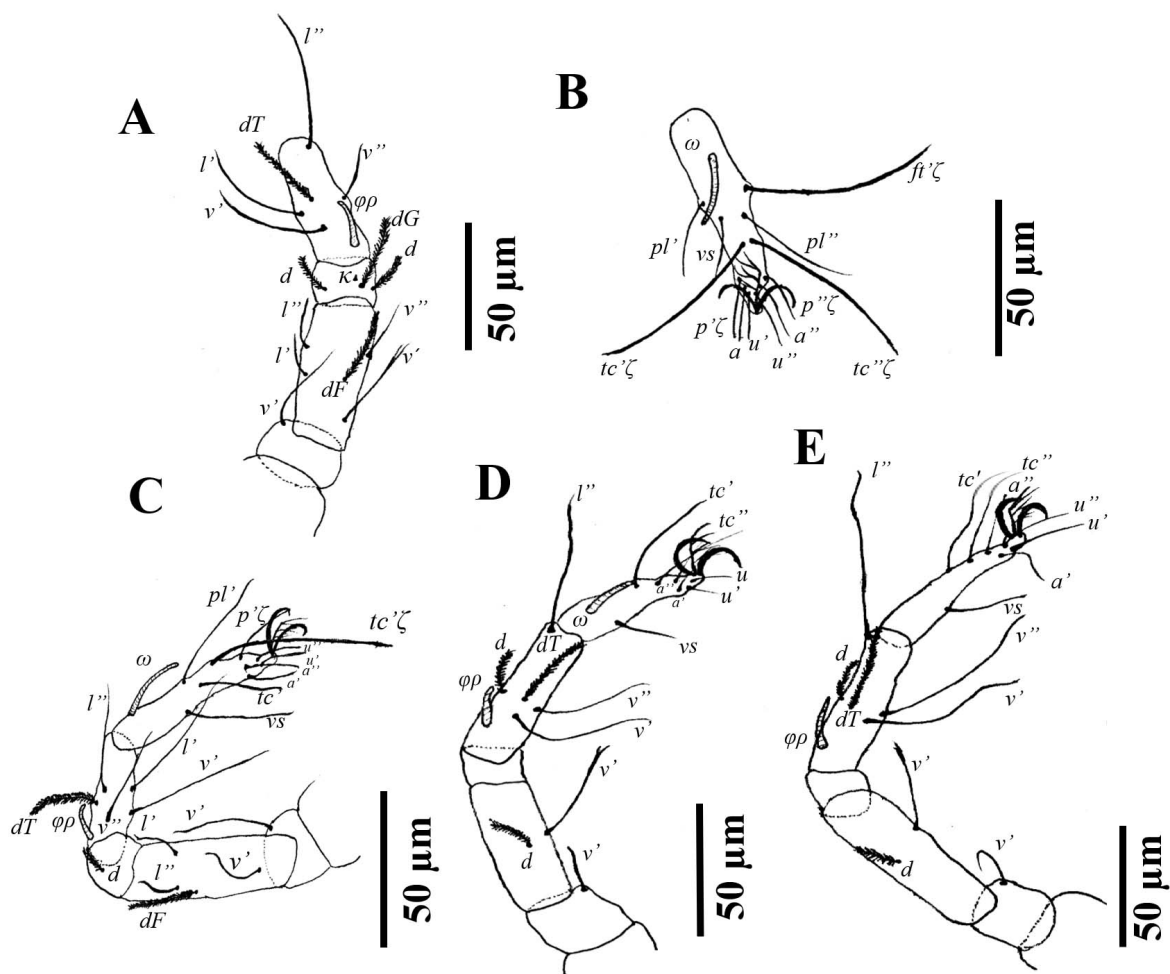 A
l’’
dT
l’
v’’
v’
φρ
dG
d
d
κ
l’’
v’’
l’
v’
dF
v’
50 µm
B
ω
ft’ζ
pl’
vs
pl’’
p’ζ
a
u’
u’’
a’’
p’’ζ
tc’ζ
tc’’ζ
50 µm
C
pl’
p’ζ
tc’ζ
ω
u’’
u’
a’’
a’
tc’
l’’
vs
l’
v’
dT
φρ
v’’
l’
v’
d
l’’
v’
dF
50 µm
D
l’’
tc’
tc’’
u
u’
a’’
a’
ω
d
dT
vs
φρ
v’’
v’
v’
d
v’
50 µm
E
l’’
tc’
tc’’
a’’
u’’
u’
a’
vs
d
v’’
dT
v’
φρ
v’
d
v’
50 µm